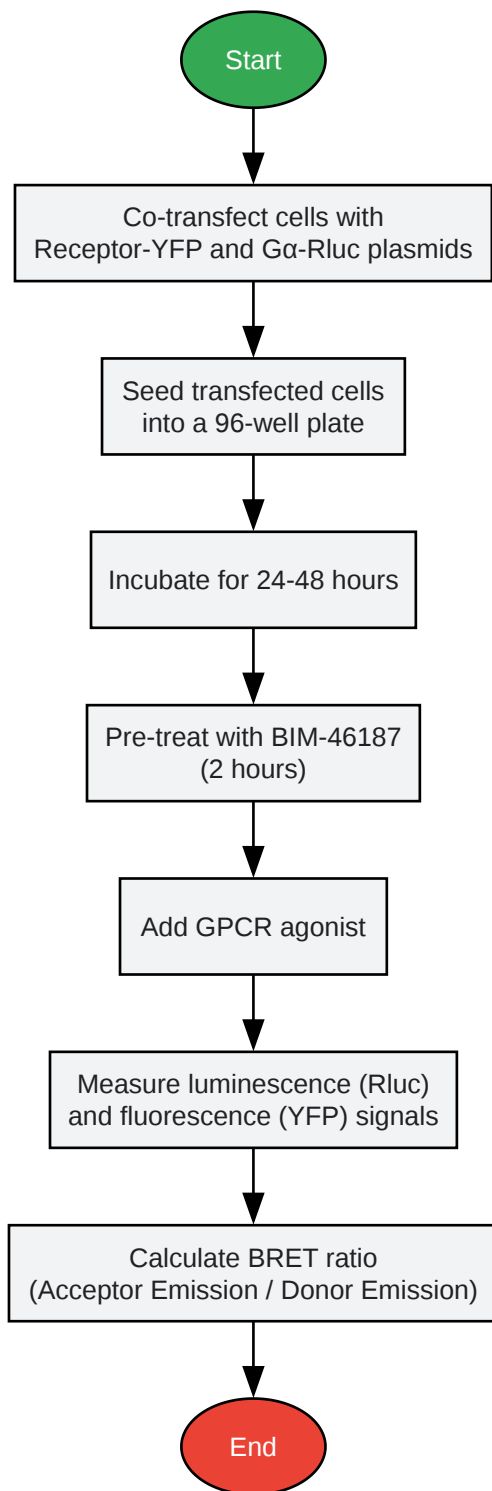 Start
Co-transfect cells with
Receptor-YFP and Gα-Rluc plasmids
Seed transfected cells
into a 96-well plate
Incubate for 24-48 hours
Pre-treat with BIM-46187
(2 hours)
Add GPCR agonist
Measure luminescence (Rluc)
and fluorescence (YFP) signals
Calculate BRET ratio
(Acceptor Emission / Donor Emission)
End